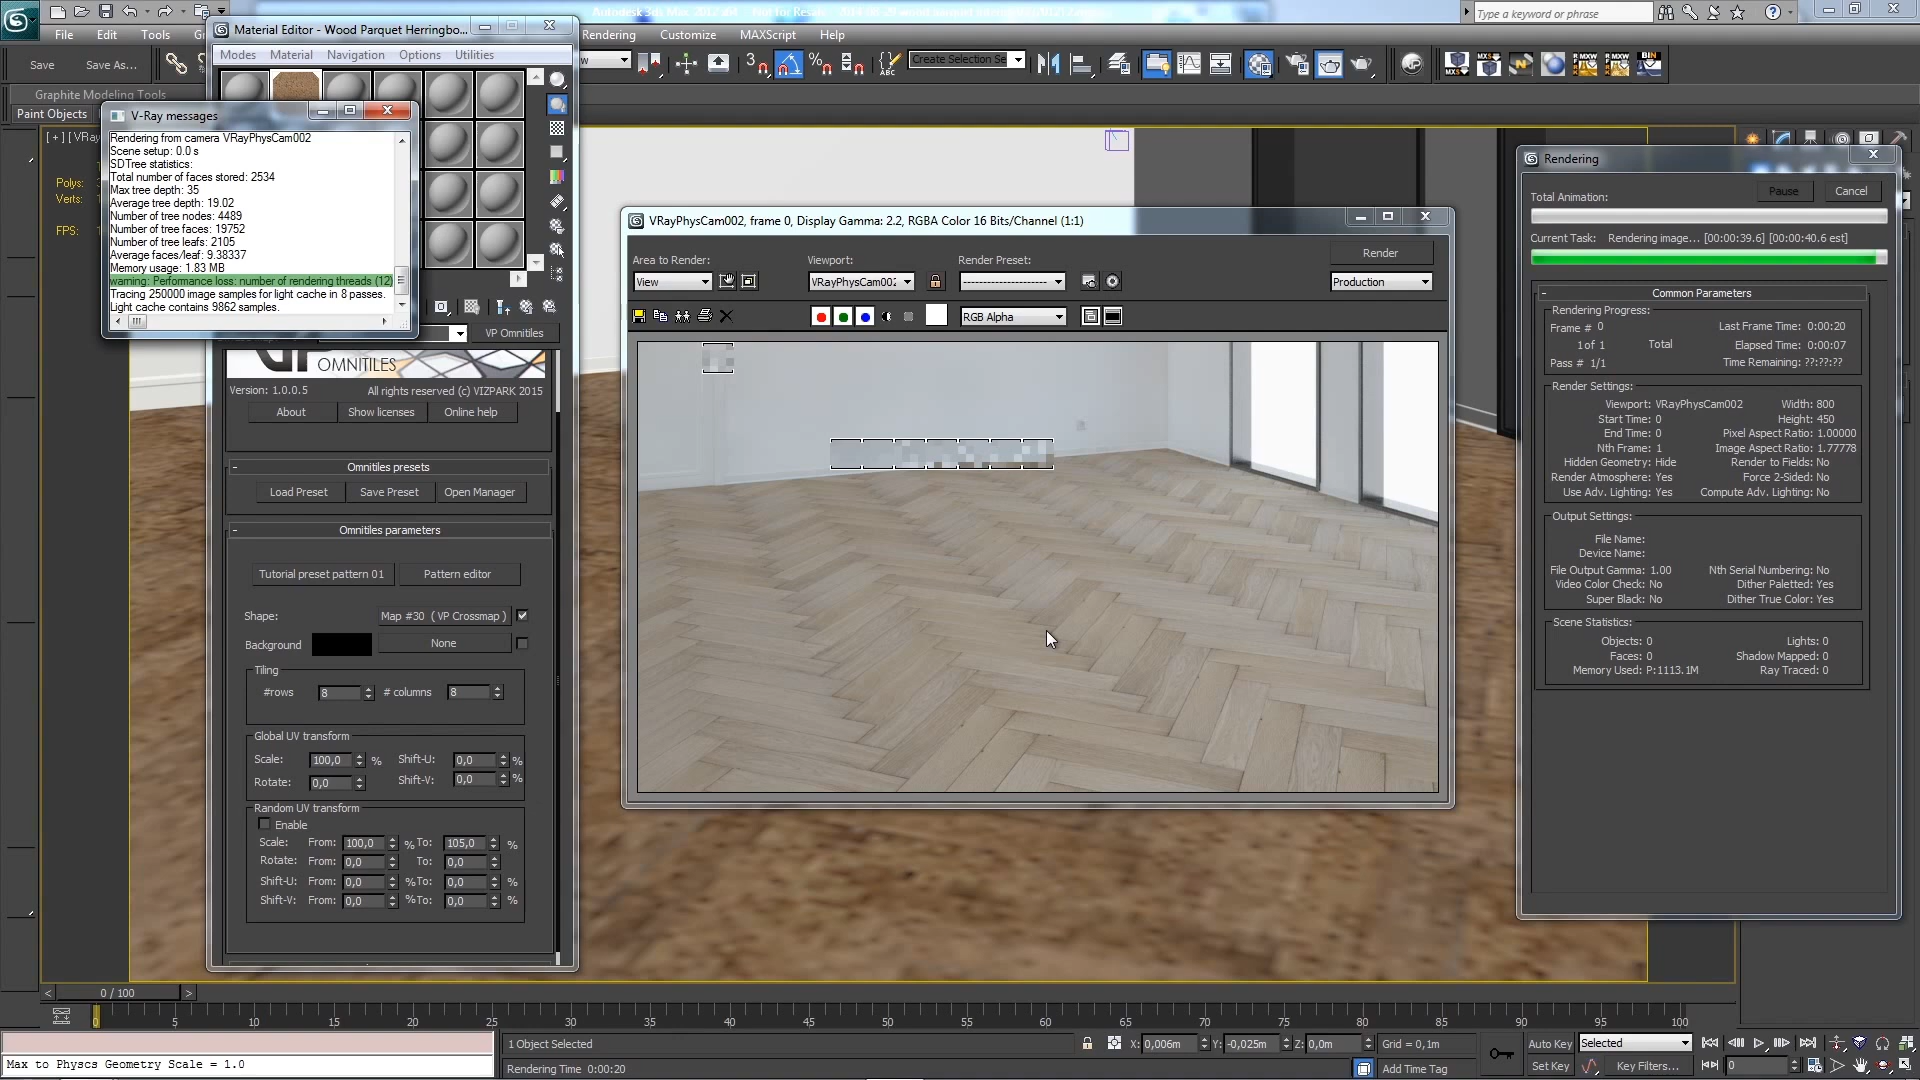 Autodesk 3ds Max
Type a keyword or phrase
File Edit Tools
Rendering Customize MAXScript Help
Save Save As...
Graphite Modeling Tools
Paint Objects
Create Selection Se
Material Editor - Wood Parquet Herringbo...
Modes Material Navigation Options Utilities
V-Ray messages
Rendering from camera VRayPhysCam002
Scene setup: 0.0 s
SDTree statistics:
Total number of faces stored: 2534
Max tree depth: 35
Average tree depth: 19.02
Number of tree nodes: 4489
Number of tree faces: 19752
Number of tree leafs: 2105
Average faces/leaf: 9.38337
Memory usage: 1.83 MB
warning: Performance loss: number of rendering threads (12)
Tracing 250000 image samples for light cache in 8 passes.
Light cache contains 9862 samples.
[ + ] [ VRay
Polys:
Verts:
FPS:
VP Omnitiles
OMNITILES
Version: 1.0.0.5 All rights reserved (c) VIZPARK 2015
About Show licenses Online help
- Omnitiles presets
Load Preset Save Preset Open Manager
- Omnitiles parameters
Tutorial preset pattern 01 Pattern editor
Shape: Map #30 ( VP Crossmap )
Background None
Tiling
#rows 8 # columns 8
Global UV transform
Scale: 100,0 % Shift-U: 0,0 %
Rotate: 0,0 Shift-V: 0,0 %
Random UV transform
Enable
Scale: From: 100,0 % To: 105,0 %
Rotate: From: 0,0 To: 0,0
Shift-U: From: 0,0 % To: 0,0 %
Shift-V: From: 0,0 % To: 0,0 %
VRayPhysCam002, frame 0, Display Gamma: 2.2, RGBA Color 16 Bits/Channel (1:1)
Area to Render: Viewport: Render Preset: Render
View VRayPhysCam002 -------------------- Production
RGB Alpha
Rendering
Total Animation: Pause Cancel
Current Task: Rendering image... [00:00:39.6] [00:00:40.6 est]
- Common Parameters
Rendering Progress:
Frame # 0 Last Frame Time: 0:00:20
1 of 1 Total Elapsed Time: 0:00:07
Pass # 1/1 Time Remaining: ??:??:??
Render Settings:
Viewport: VRayPhysCam002 Width: 800
Start Time: 0 Height: 450
End Time: 0 Pixel Aspect Ratio: 1.00000
Nth Frame: 1 Image Aspect Ratio: 1.77778
Hidden Geometry: Hide Render to Fields: No
Render Atmosphere: Yes Force 2-Sided: No
Use Adv. Lighting: Yes Compute Adv. Lighting: No
Output Settings:
File Name:
Device Name:
File Output Gamma: 1.00 Nth Serial Numbering: No
Video Color Check: No Dither Paletted: Yes
Super Black: No Dither True Color: Yes
Scene Statistics:
Objects: 0 Lights: 0
Faces: 0 Shadow Mapped: 0
Memory Used: P:1113.1M Ray Traced: 0
< 0 / 100 >
5 10 15 20 25 30 35 40 45 50 55 60 65 70 75 80 85 90 95 100
1 Object Selected X: 0,006m Y: -0,025m Z: 0,0m Grid = 0,1m Auto Key Selected
Max to Physcs Geometry Scale = 1.0 Rendering Time 0:00:20 Add Time Tag Set Key Key Filters... 0